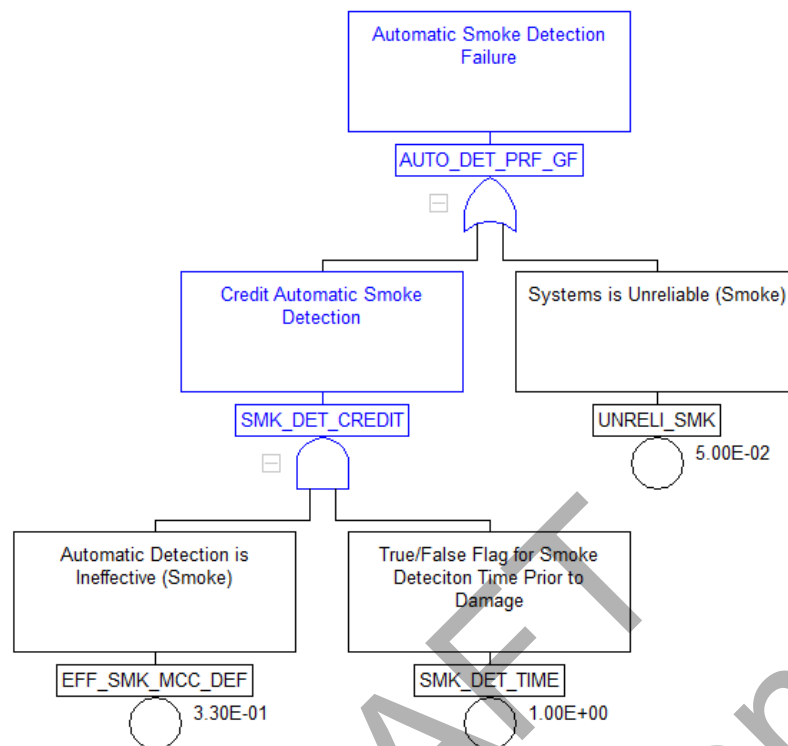 Automatic Smoke Detection
Failure
AUTO_DET_PRF_GF
Credit Automatic Smoke
Detection
Systems is Unreliable (Smoke)
SMK_DET_CREDIT
UNRELI_SMK
5.00E-02
Automatic Detection is
Ineffective (Smoke)
True/False Flag for Smoke
Deteciton Time Prior to
Damage
EFF_SMK_MCC_DEF
3.30E-01
SMK_DET_TIME
1.00E+00